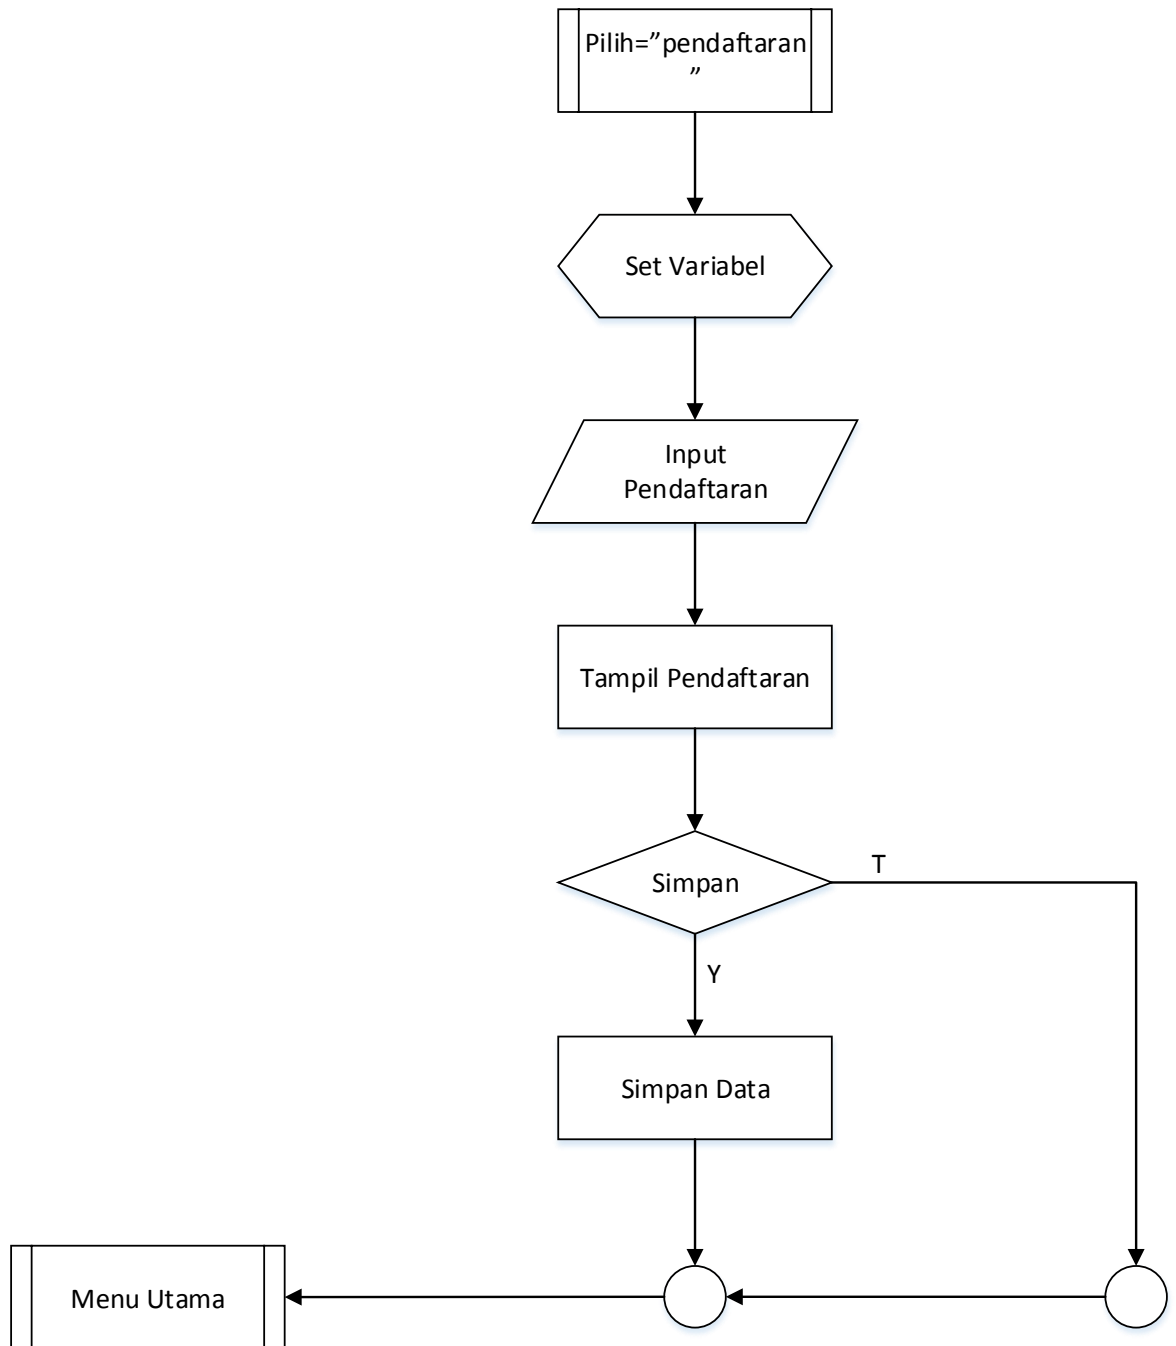 Pilih=”pendaftaran
”
Set Variabel
Input
Pendaftaran
Tampil Pendaftaran
Simpan
T
Y
Simpan Data
Menu Utama